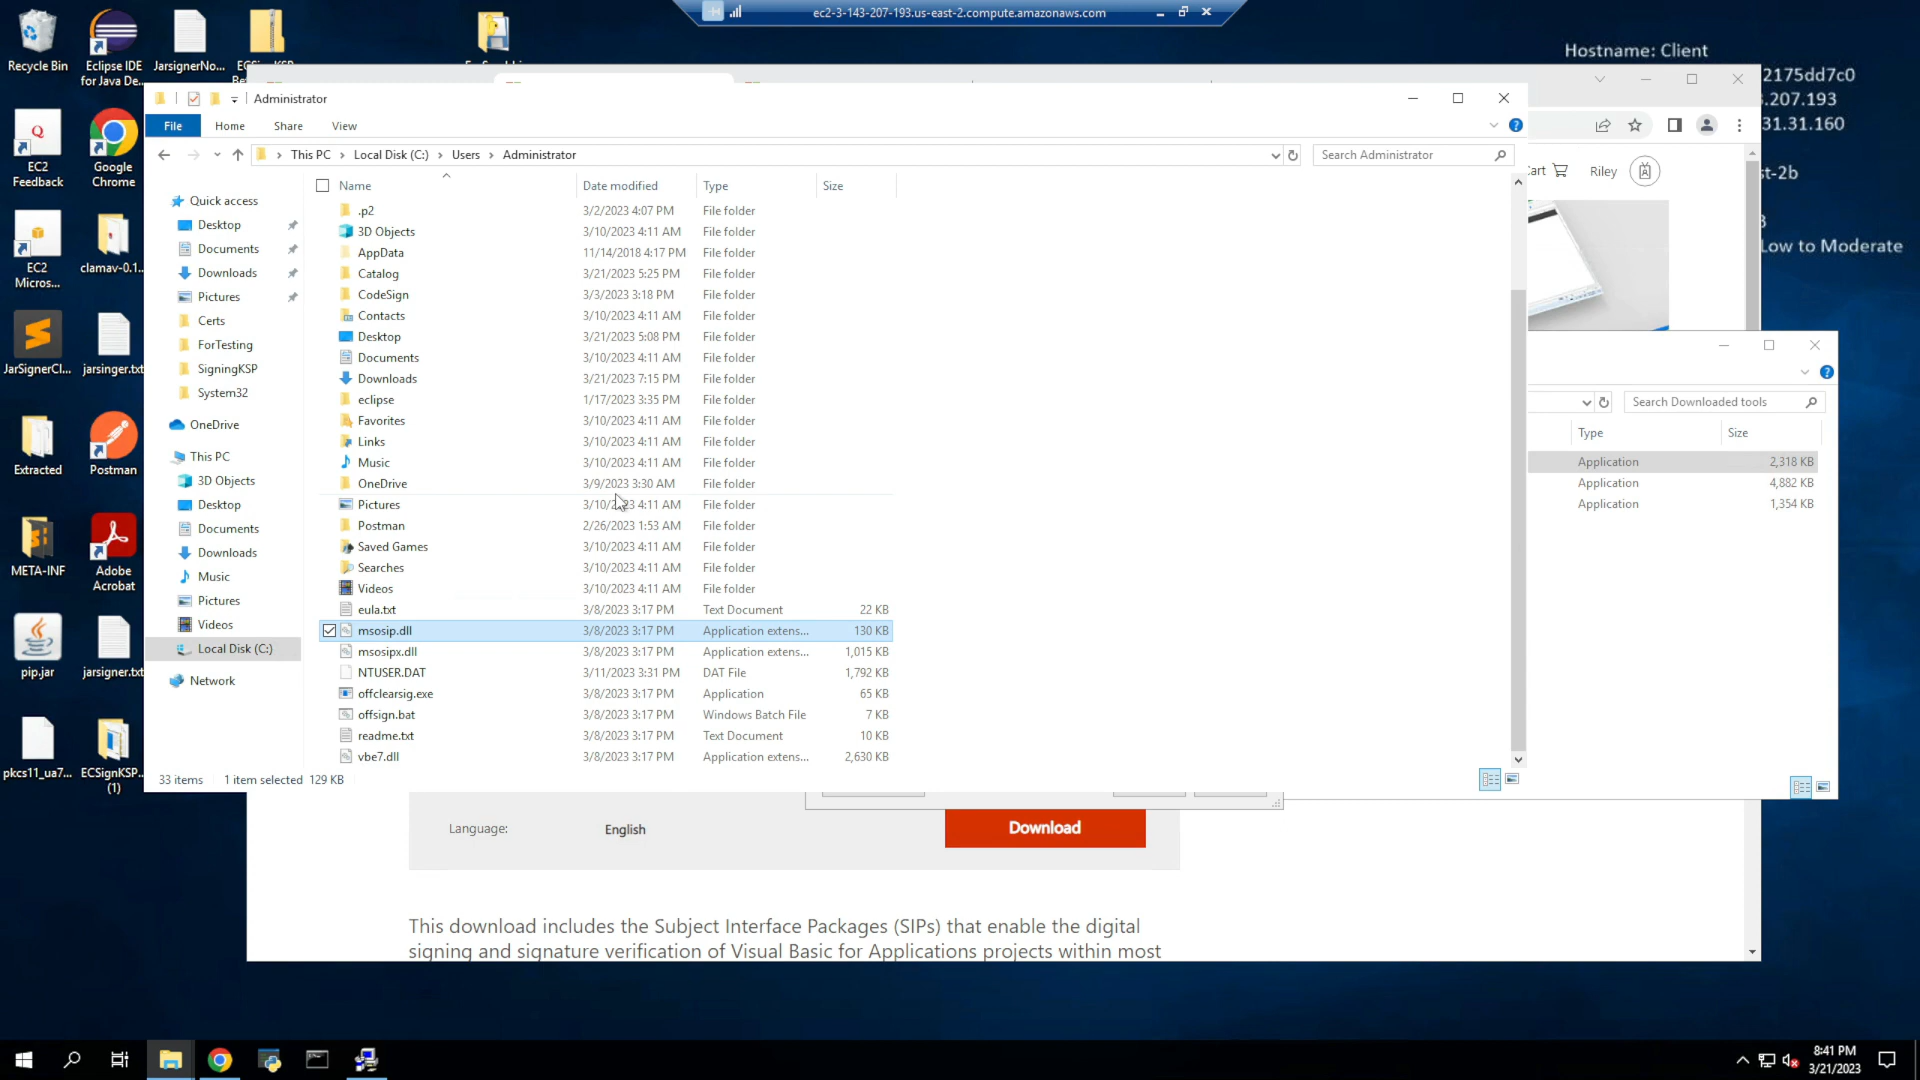 ec2-3-143-207-193.us-east-2.compute.amazonaws.com
Recycle Bin
Eclipse IDE
for Java De...
JarsignerNo...
Hostname: Client
2175dd7c0
.207.193
31.31.160
st-2b
Low to Moderate
EC2
Feedback
Google
Chrome
EC2
Micros...
clamav-0.1...
JarSignerCl...
jarsinger.txt
Extracted
Postman
META-INF
Adobe
Acrobat
pip.jar
jarsigner.txt
pkcs11_ua7...
ECSignKSP...
(1)
Administrator
File
Home
Share
View
This PC
Local Disk (C:)
Users
Administrator
Search Administrator
Quick access
Desktop
Documents
Downloads
Pictures
Certs
ForTesting
SigningKSP
System32
OneDrive
This PC
3D Objects
Desktop
Documents
Downloads
Music
Pictures
Videos
Local Disk (C:)
Network
Name Date modified Type Size
.p2 3/2/2023 4:07 PM File folder
3D Objects 3/10/2023 4:11 AM File folder
AppData 11/14/2018 4:17 PM File folder
Catalog 3/21/2023 5:25 PM File folder
CodeSign 3/3/2023 3:18 PM File folder
Contacts 3/10/2023 4:11 AM File folder
Desktop 3/21/2023 5:08 PM File folder
Documents 3/10/2023 4:11 AM File folder
Downloads 3/21/2023 7:15 PM File folder
eclipse 1/17/2023 3:35 PM File folder
Favorites 3/10/2023 4:11 AM File folder
Links 3/10/2023 4:11 AM File folder
Music 3/10/2023 4:11 AM File folder
OneDrive 3/9/2023 3:30 AM File folder
Pictures 3/10/2023 4:11 AM File folder
Postman 2/26/2023 1:53 AM File folder
Saved Games 3/10/2023 4:11 AM File folder
Searches 3/10/2023 4:11 AM File folder
Videos 3/10/2023 4:11 AM File folder
eula.txt 3/8/2023 3:17 PM Text Document 22 KB
msosip.dll 3/8/2023 3:17 PM Application extens... 130 KB
msosipx.dll 3/8/2023 3:17 PM Application extens... 1,015 KB
NTUSER.DAT 3/11/2023 3:31 PM DAT File 1,792 KB
offclearsig.exe 3/8/2023 3:17 PM Application 65 KB
offsign.bat 3/8/2023 3:17 PM Windows Batch File 7 KB
readme.txt 3/8/2023 3:17 PM Text Document 10 KB
vbe7.dll 3/8/2023 3:17 PM Application extens... 2,630 KB
33 items 1 item selected 129 KB
Riley
Search Downloaded tools
Type Size
Application 2,318 KB
Application 4,882 KB
Application 1,354 KB
Language: English Download
This download includes the Subject Interface Packages (SIPs) that enable the digital
signing and signature verification of Visual Basic for Applications projects within most
8:41 PM
3/21/2023